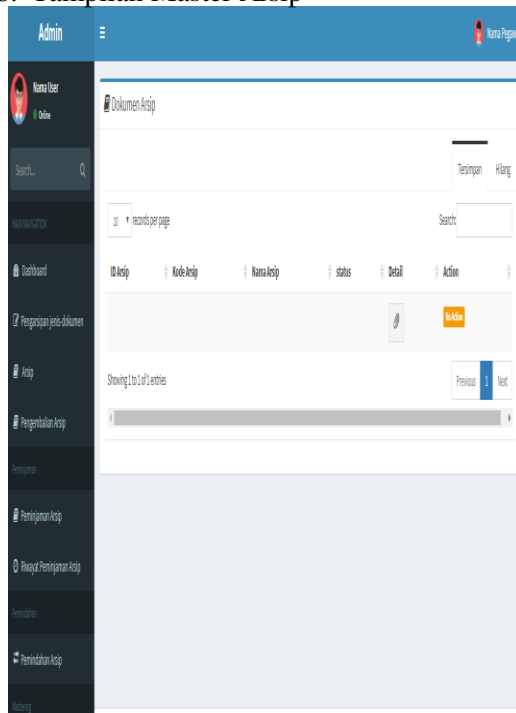 Tampilan Master Arsip
Admin
Nama Pegaw
Nama User
Online
Search...
MAIN NAVIGATION
Dashboard
Pengarsipan jenis-dokumen
Arsip
Pengembalian Arsip
Peminjaman
Peminjaman Arsip
Riwayat Peminjaman Arsip
Pemindahan
Pemindahan Arsip
Mastering
Dokumen Arsip
Tersimpan Hilang
10 records per page Search:
ID Arsip Kode Arsip Nama Arsip status Detail Action
No Action
Showing 1 to 1 of 1 entries
Previous 1 Next